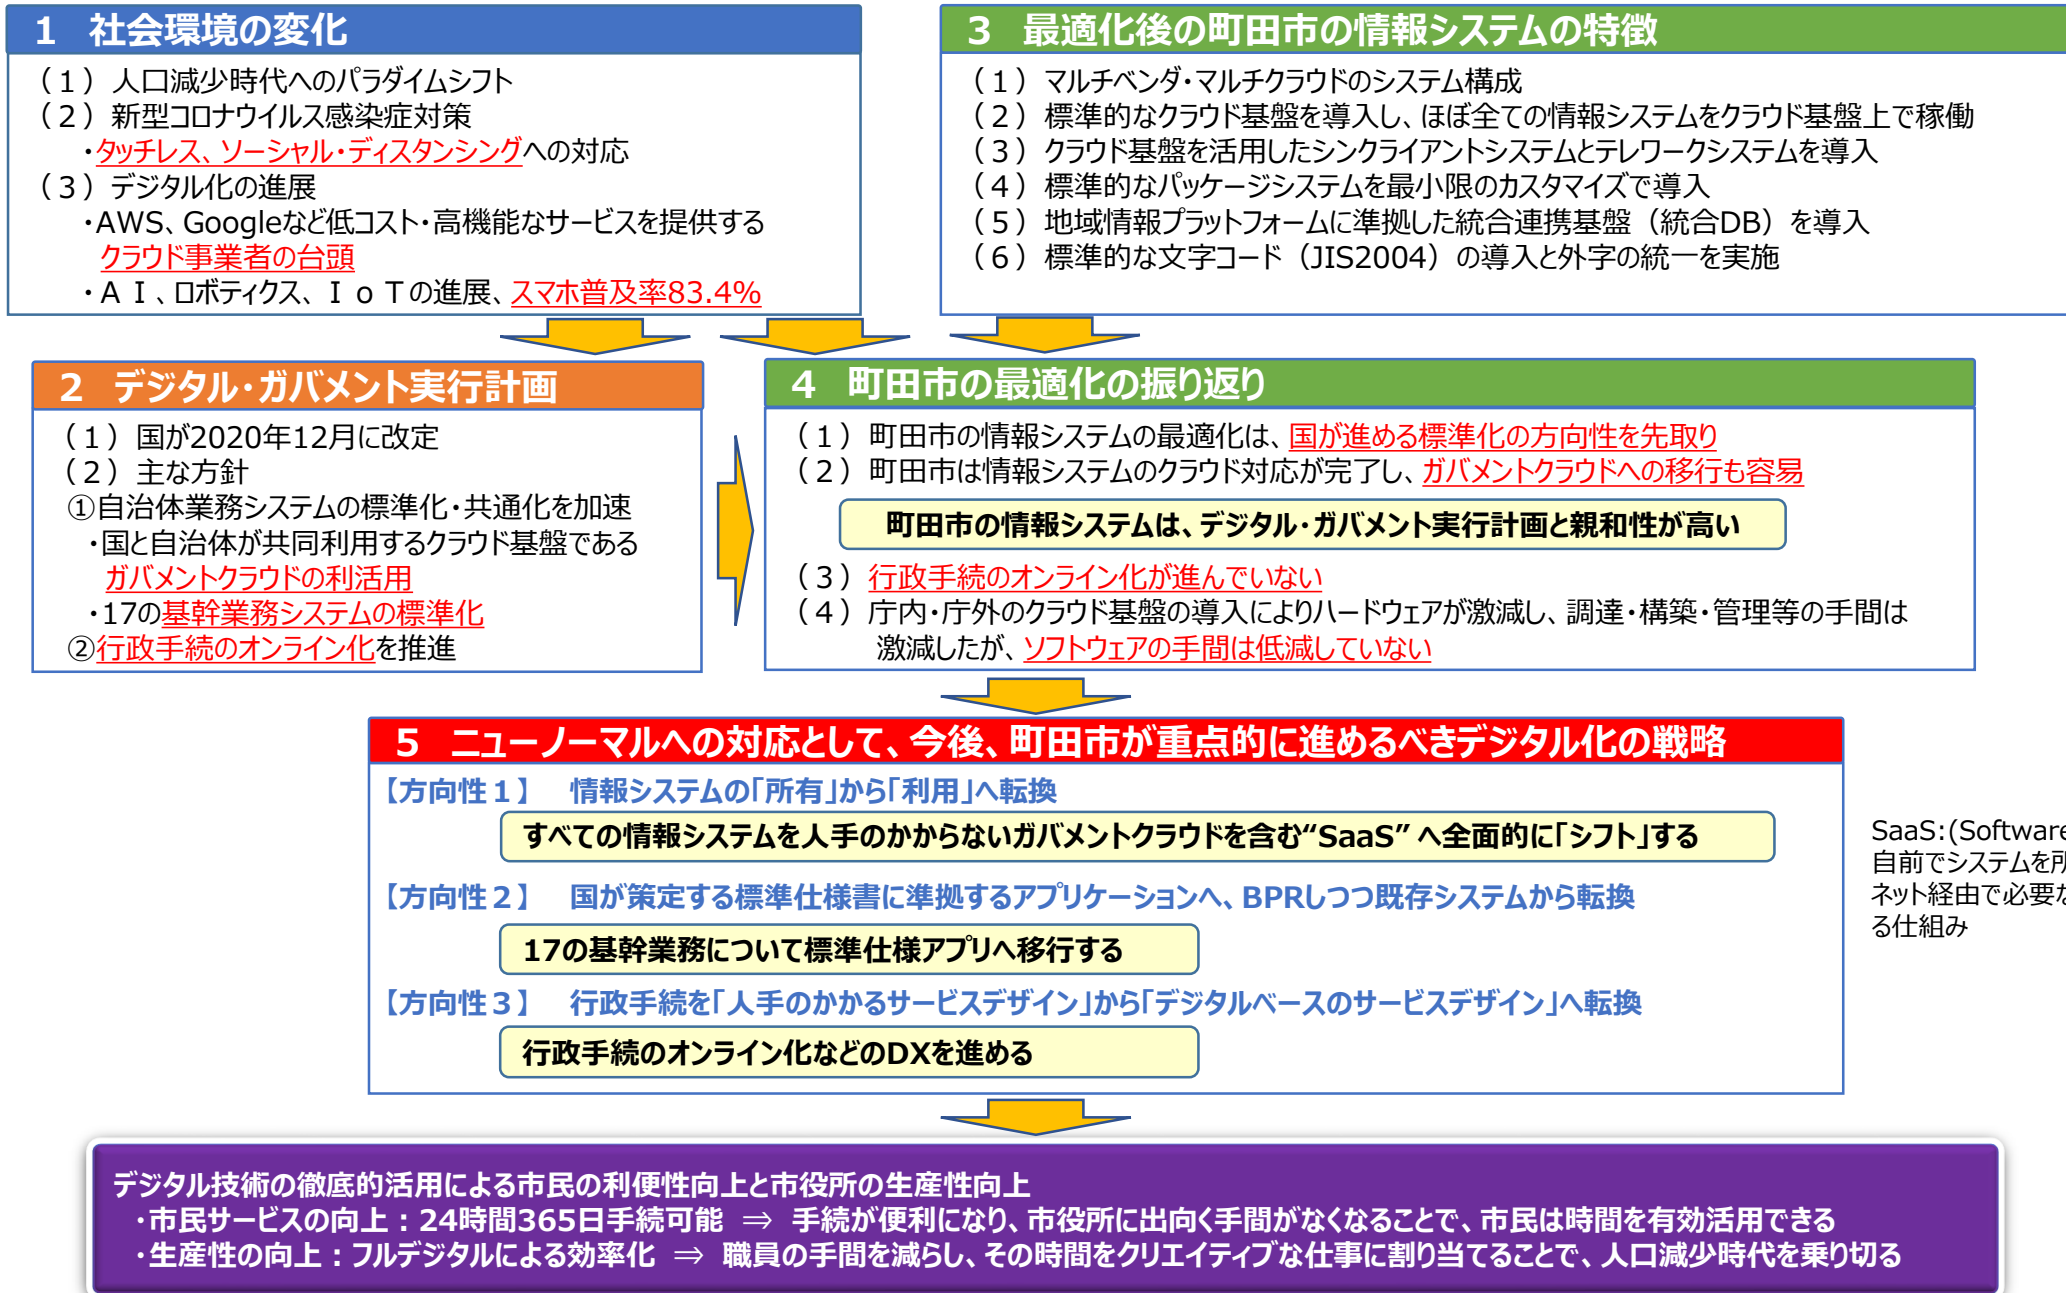 1 社会環境の変化
（１）人口減少時代へのパラダイムシフト
（２）新型コロナウイルス感染症対策
・タッチレス、ソーシャル・ディスタンシングへの対応
（３）デジタル化の進展
・AWS、Googleなど低コスト・高機能なサービスを提供する
クラウド事業者の台頭
・ＡＩ、ロボティクス、ＩｏＴの進展、スマホ普及率83.4%
3 最適化後の町田市の情報システムの特徴
（１）マルチベンダ・マルチクラウドのシステム構成
（２）標準的なクラウド基盤を導入し、ほぼ全ての情報システムをクラウド基盤上で稼働
（３）クラウド基盤を活用したシンクライアントシステムとテレワークシステムを導入
（４）標準的なパッケージシステムを最小限のカスタマイズで導入
（５）地域情報プラットフォームに準拠した統合連携基盤（統合DB）を導入
（６）標準的な文字コード（JIS2004）の導入と外字の統一を実施
2 デジタル・ガバメント実行計画
（１）国が2020年12月に改定
（２）主な方針
①自治体業務システムの標準化・共通化を加速
・国と自治体が共同利用するクラウド基盤である
ガバメントクラウドの利活用
・17の基幹業務システムの標準化
②行政手続のオンライン化を推進
4 町田市の最適化の振り返り
（１）町田市の情報システムの最適化は、国が進める標準化の方向性を先取り
（２）町田市は情報システムのクラウド対応が完了し、ガバメントクラウドへの移行も容易
町田市の情報システムは、デジタル・ガバメント実行計画と親和性が高い
（３）行政手続のオンライン化が進んでいない
（４）庁内・庁外のクラウド基盤の導入によりハードウェアが激減し、調達・構築・管理等の手間は
激減したが、ソフトウェアの手間は低減していない
5 ニューノーマルへの対応として、今後、町田市が重点的に進めるべきデジタル化の戦略
【方向性１】 情報システムの「所有」から「利用」へ転換
すべての情報システムを人手のかからないガバメントクラウドを含む“SaaS” へ全面的に「シフト」する
【方向性２】 国が策定する標準仕様書に準拠するアプリケーションへ、BPRしつつ既存システムから転換
17の基幹業務について標準仕様アプリへ移行する
【方向性３】 行政手続を「人手のかかるサービスデザイン」から「デジタルベースのサービスデザイン」へ転換
行政手続のオンライン化などのDXを進める
SaaS:(Software
自前でシステムを
ネット経由で必要
る仕組み
デジタル技術の徹底的活用による市民の利便性向上と市役所の生産性向上
・市民サービスの向上：24時間365日手続可能 ⇒ 手続が便利になり、市役所に出向く手間がなくなることで、市民は時間を有効活用できる
・生産性の向上：フルデジタルによる効率化 ⇒ 職員の手間を減らし、その時間をクリエイティブな仕事に割り当てることで、人口減少時代を乗り切る